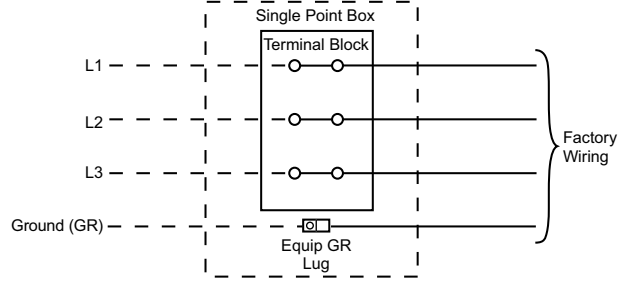 Single Point Box
Terminal Block
L1
L2
L3
Factory
Wiring
Ground (GR)
Equip GR
Lug